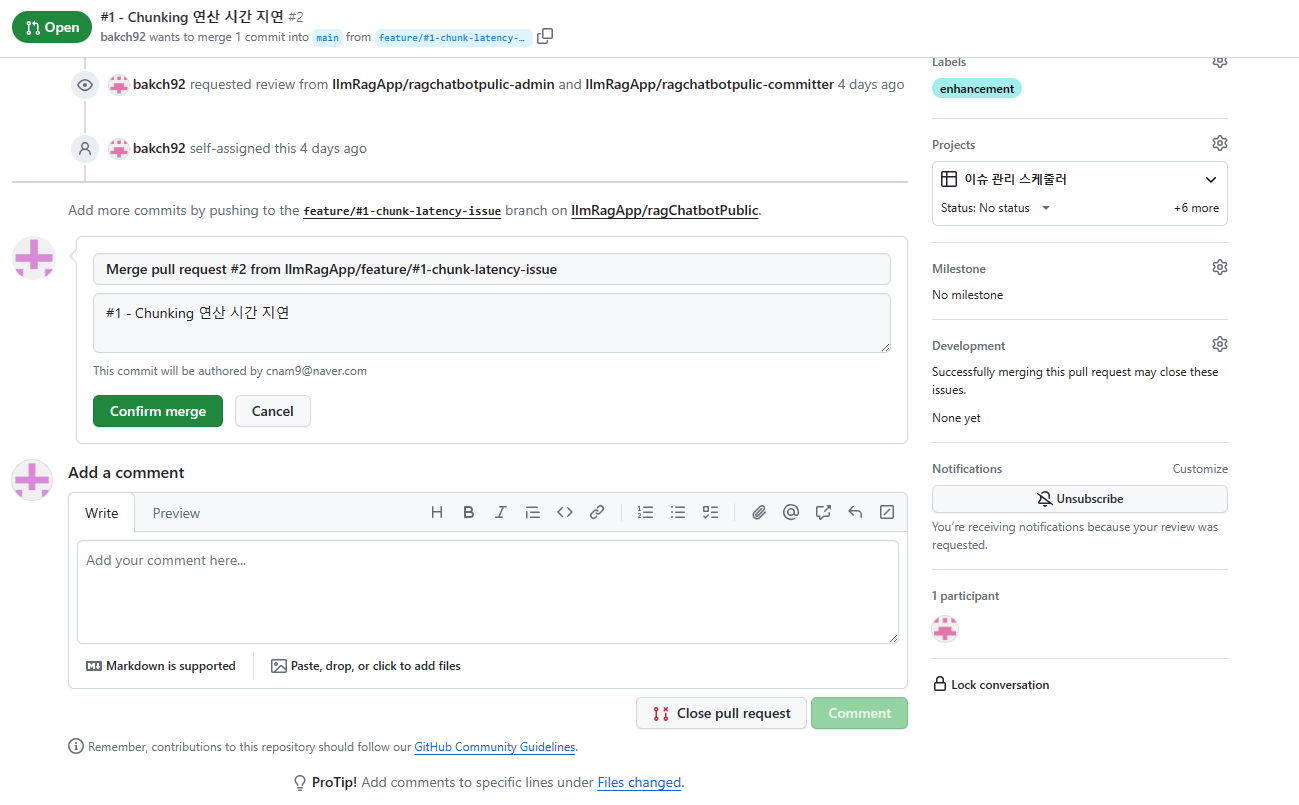 Open
#1 - Chunking 연산 시간 지연 #2
bakch92 wants to merge 1 commit into main from feature/#1-chunk-latency-…
bakch92 requested review from llmRagApp/ragchatbotpulic-admin and llmRagApp/ragchatbotpulic-committer 4 days ago
bakch92 self-assigned this 4 days ago
Add more commits by pushing to the feature/#1-chunk-latency-issue branch on llmRagApp/ragChatbotPublic.
Merge pull request #2 from llmRagApp/feature/#1-chunk-latency-issue
#1 - Chunking 연산 시간 지연
This commit will be authored by cnam9@naver.com
Confirm merge
Cancel
Add a comment
Write
Preview
Add your comment here...
Markdown is supported
Paste, drop, or click to add files
Close pull request
Comment
Remember, contributions to this repository should follow our GitHub Community Guidelines.
ProTip! Add comments to specific lines under Files changed.
Labels
enhancement
Projects
이슈 관리 스케줄러
Status: No status
+6 more
Milestone
No milestone
Development
Successfully merging this pull request may close these
issues.
None yet
Notifications
Customize
Unsubscribe
You're receiving notifications because your review was
requested.
1 participant
Lock conversation